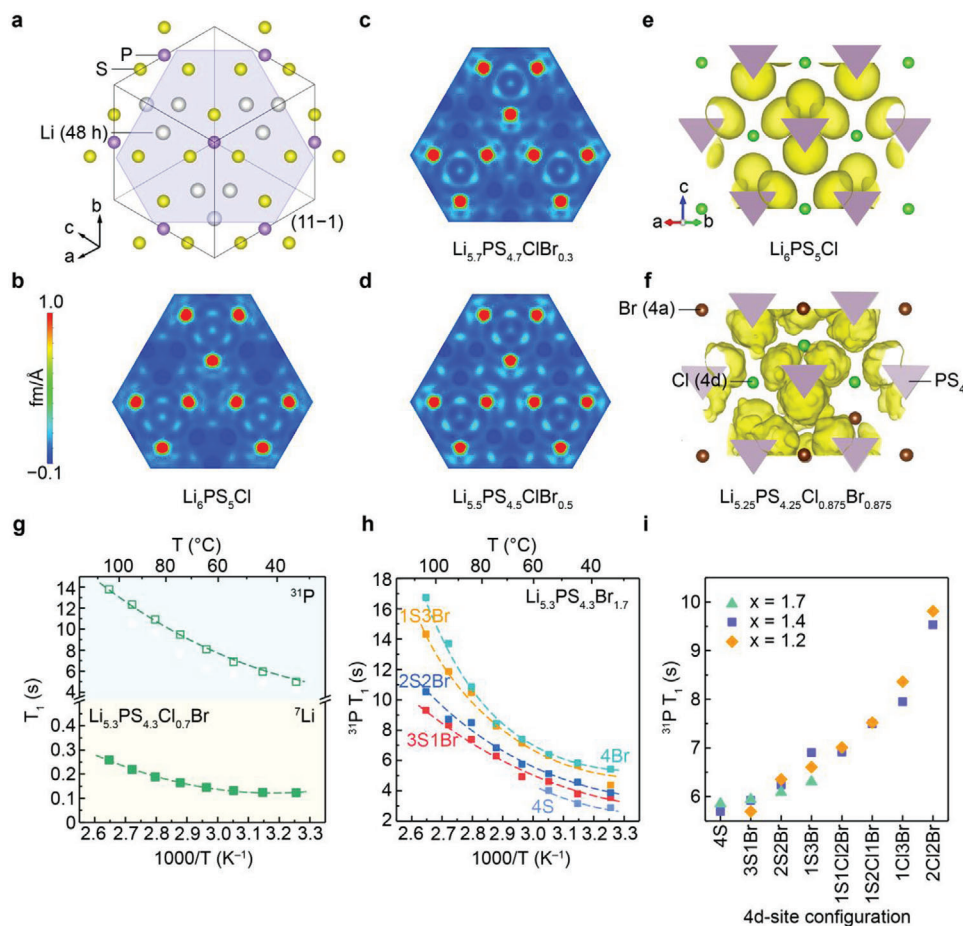 a
P
S
Li (48 h)
b
c
a
(11−1)
b
1.0
fm/Å
−0.1
Li₆PS₅Cl
c
Li₅.₇PS₄.₇ClBr₀.₃
d
Li₅.₅PS₄.₅ClBr₀.₅
e
c
a
b
Li₆PS₅Cl
f
Br (4a)
Cl (4d)
PS₄
Li₅.₂₅PS₄.₂₅Cl₀.₈₇₅Br₀.₈₇₅
g
T (°C)
100 80 60 40
³¹P
14
12
10
8
6
4
T₁ (s)
Li₅.₃PS₄.₃Cl₀.₇Br
⁷Li
0.4
0.3
0.2
0.1
2.6 2.7 2.8 2.9 3.0 3.1 3.2 3.3
1000/T (K⁻¹)
h
T (°C)
100 80 60 40
Li₅.₃PS₄.₃Br₁.₇
18
16
14
12
10
8
6
4
2
³¹P T₁ (s)
1S3Br
2S2Br
3S1Br
4Br
4S
2.6 2.7 2.8 2.9 3.0 3.1 3.2 3.3
1000/T (K⁻¹)
i
x = 1.7
x = 1.4
x = 1.2
10
9
8
7
6
³¹P T₁ (s)
4S
3S1Br
2S2Br
1S3Br
1S1Cl2Br
1S2Cl1Br
1Cl3Br
2Cl2Br
4d-site configuration